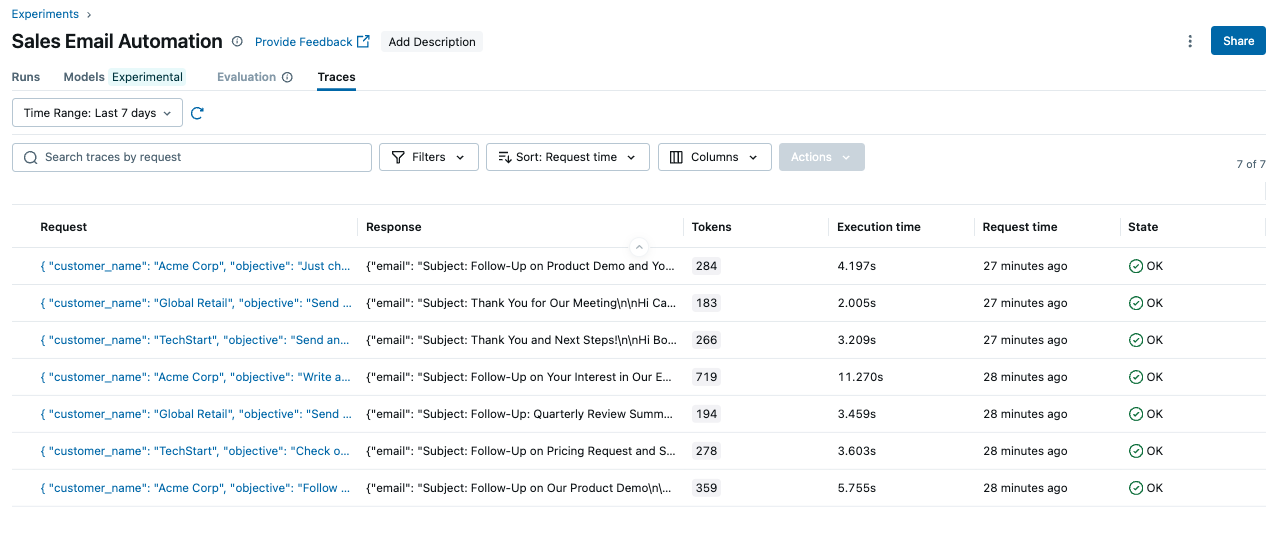 Experiments ›
Sales Email Automation Provide Feedback Add Description Share
Runs Models Experimental Evaluation Traces
Time Range: Last 7 days
Search traces by request Filters Sort: Request time Columns Actions 7 of 7
Request Response Tokens Execution time Request time State
{ "customer_name": "Acme Corp", "objective": "Just ch... {"email": "Subject: Follow-Up on Product Demo and Yo... 284 4.197s 27 minutes ago OK
{ "customer_name": "Global Retail", "objective": "Send ... {"email": "Subject: Thank You for Our Meeting\n\nHi Ca... 183 2.005s 27 minutes ago OK
{ "customer_name": "TechStart", "objective": "Send an... {"email": "Subject: Thank You and Next Steps!\n\nHi Bo... 266 3.209s 27 minutes ago OK
{ "customer_name": "Acme Corp", "objective": "Write a... {"email": "Subject: Follow-Up on Your Interest in Our E... 719 11.270s 28 minutes ago OK
{ "customer_name": "Global Retail", "objective": "Send ... {"email": "Subject: Follow-Up: Quarterly Review Summ... 194 3.459s 28 minutes ago OK
{ "customer_name": "TechStart", "objective": "Check o... {"email": "Subject: Follow-Up on Pricing Request and S... 278 3.603s 28 minutes ago OK
{ "customer_name": "Acme Corp", "objective": "Follow ... {"email": "Subject: Follow-Up on Our Product Demo\n\... 359 5.755s 28 minutes ago OK